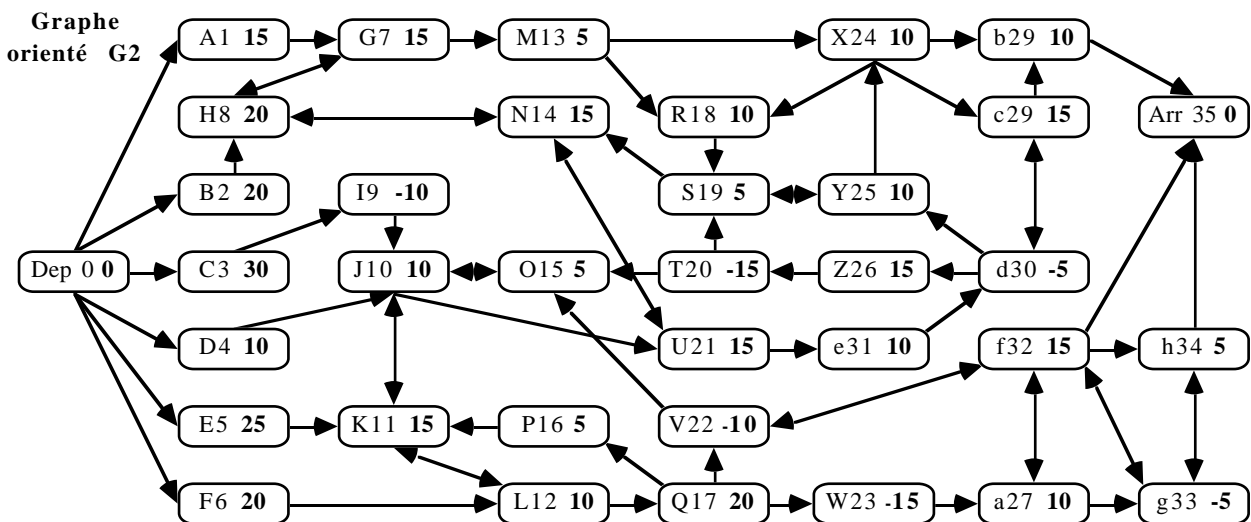 Graphe
orienté G2
A1 15
G7 15
M13 5
X24 10
b29 10
H8 20
N14 15
R18 10
c29 15
Arr 35 0
B2 20
I9 -10
S19 5
Y25 10
Dep 0 0
C3 30
J10 10
O15 5
T20 -15
Z26 15
d30 -5
D4 10
U21 15
e31 10
f32 15
h34 5
E5 25
K11 15
P16 5
V22 -10
F6 20
L12 10
Q17 20
W23 -15
a27 10
g33 -5